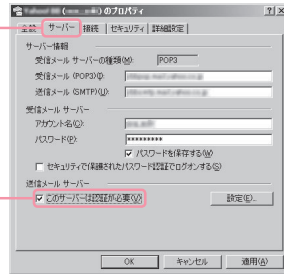 のプロパティ
全般 サーバー 接続 セキュリティ 詳細設定
サーバー情報
受信メール サーバーの種類(M): POP3
受信メール (POP3)(I):
送信メール (SMTP)(U):
受信メール サーバー
アカウント名(C):
パスワード(P): *********
パスワードを保存する(W)
セキュリティで保護されたパスワード認証でログオンする(S)
送信メール サーバー
このサーバーは認証が必要(V) 設定(E)...
OK キャンセル 適用(A)